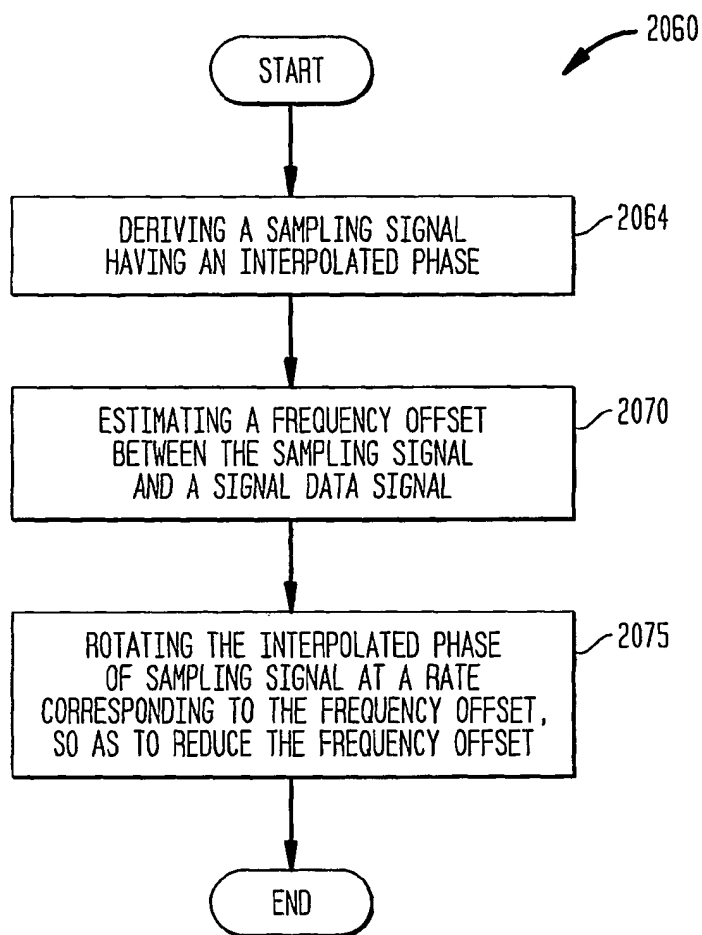 2060
START
DERIVING A SAMPLING SIGNAL
HAVING AN INTERPOLATED PHASE
2064
ESTIMATING A FREQUENCY OFFSET
BETWEEN THE SAMPLING SIGNAL
AND A SIGNAL DATA SIGNAL
2070
ROTATING THE INTERPOLATED PHASE
OF SAMPLING SIGNAL AT A RATE
CORRESPONDING TO THE FREQUENCY OFFSET,
SO AS TO REDUCE THE FREQUENCY OFFSET
2075
END